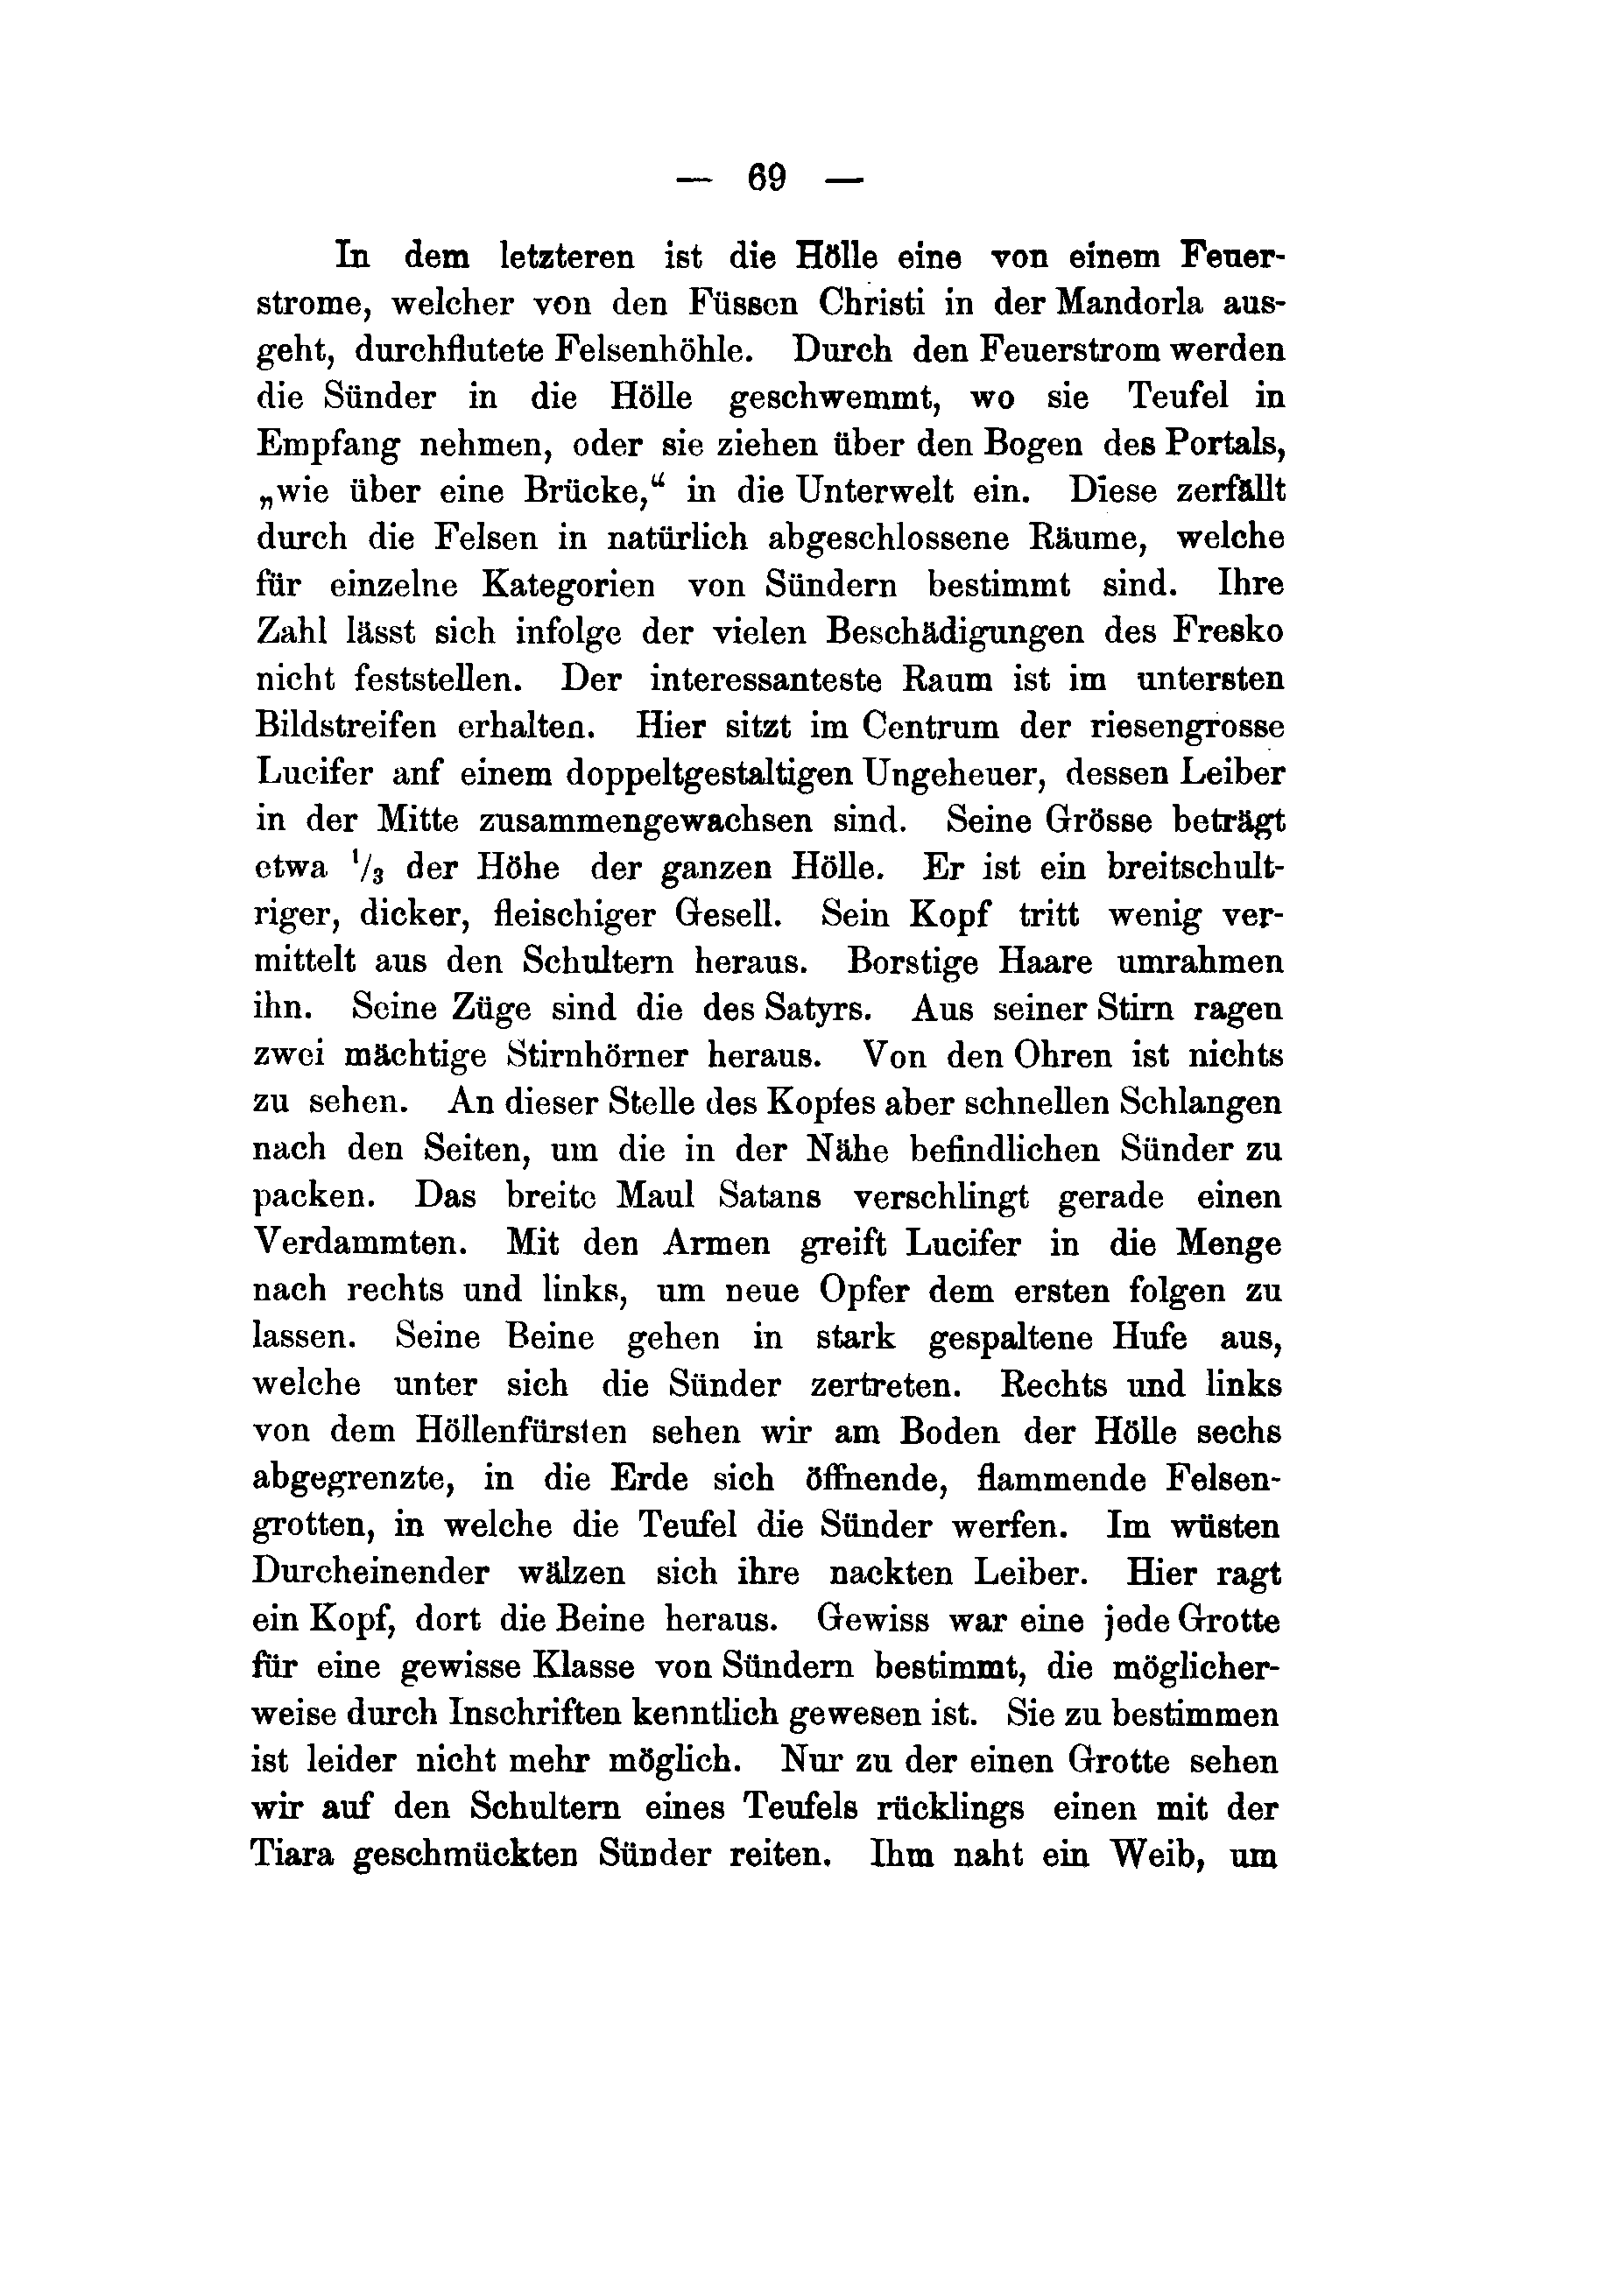 — 69 —
In dem letzteren ist die Hölle eine von einem Feuer-
strome, welcher von den Füssen Christi in der Mandorla aus-
geht, durchflutete Felsenhöhle. Durch den Feuerstrom werden
die Sünder in die Hölle geschwemmt, wo sie Teufel in
Empfang nehmen, oder sie ziehen über den Bogen des Portals,
„wie über eine Brücke,“ in die Unterwelt ein. Diese zerfällt
durch die Felsen in natürlich abgeschlossene Räume, welche
für einzelne Kategorien von Sündern bestimmt sind. Ihre
Zahl lässt sich infolge der vielen Beschädigungen des Fresko
nicht feststellen. Der interessanteste Raum ist im untersten
Bildstreifen erhalten. Hier sitzt im Centrum der riesengrosse
Lucifer anf einem doppeltgestaltigen Ungeheuer, dessen Leiber
in der Mitte zusammengewachsen sind. Seine Grösse beträgt
etwa 1/3 der Höhe der ganzen Hölle. Er ist ein breitschult-
riger, dicker, fleischiger Gesell. Sein Kopf tritt wenig ver-
mittelt aus den Schultern heraus. Borstige Haare umrahmen
ihn. Seine Züge sind die des Satyrs. Aus seiner Stirn ragen
zwei mächtige Stirnhörner heraus. Von den Ohren ist nichts
zu sehen. An dieser Stelle des Kopfes aber schnellen Schlangen
nach den Seiten, um die in der Nähe befindlichen Sünder zu
packen. Das breite Maul Satans verschlingt gerade einen
Verdammten. Mit den Armen greift Lucifer in die Menge
nach rechts und links, um neue Opfer dem ersten folgen zu
lassen. Seine Beine gehen in stark gespaltene Hufe aus,
welche unter sich die Sünder zertreten. Rechts und links
von dem Höllenfürsten sehen wir am Boden der Hölle sechs
abgegrenzte, in die Erde sich öffnende, flammende Felsen-
grotten, in welche die Teufel die Sünder werfen. Im wüsten
Durcheinender wälzen sich ihre nackten Leiber. Hier ragt
ein Kopf, dort die Beine heraus. Gewiss war eine jede Grotte
für eine gewisse Klasse von Sündern bestimmt, die möglicher-
weise durch Inschriften kenntlich gewesen ist. Sie zu bestimmen
ist leider nicht mehr möglich. Nur zu der einen Grotte sehen
wir auf den Schultern eines Teufels rücklings einen mit der
Tiara geschmückten Sünder reiten. Ihm naht ein Weib, um